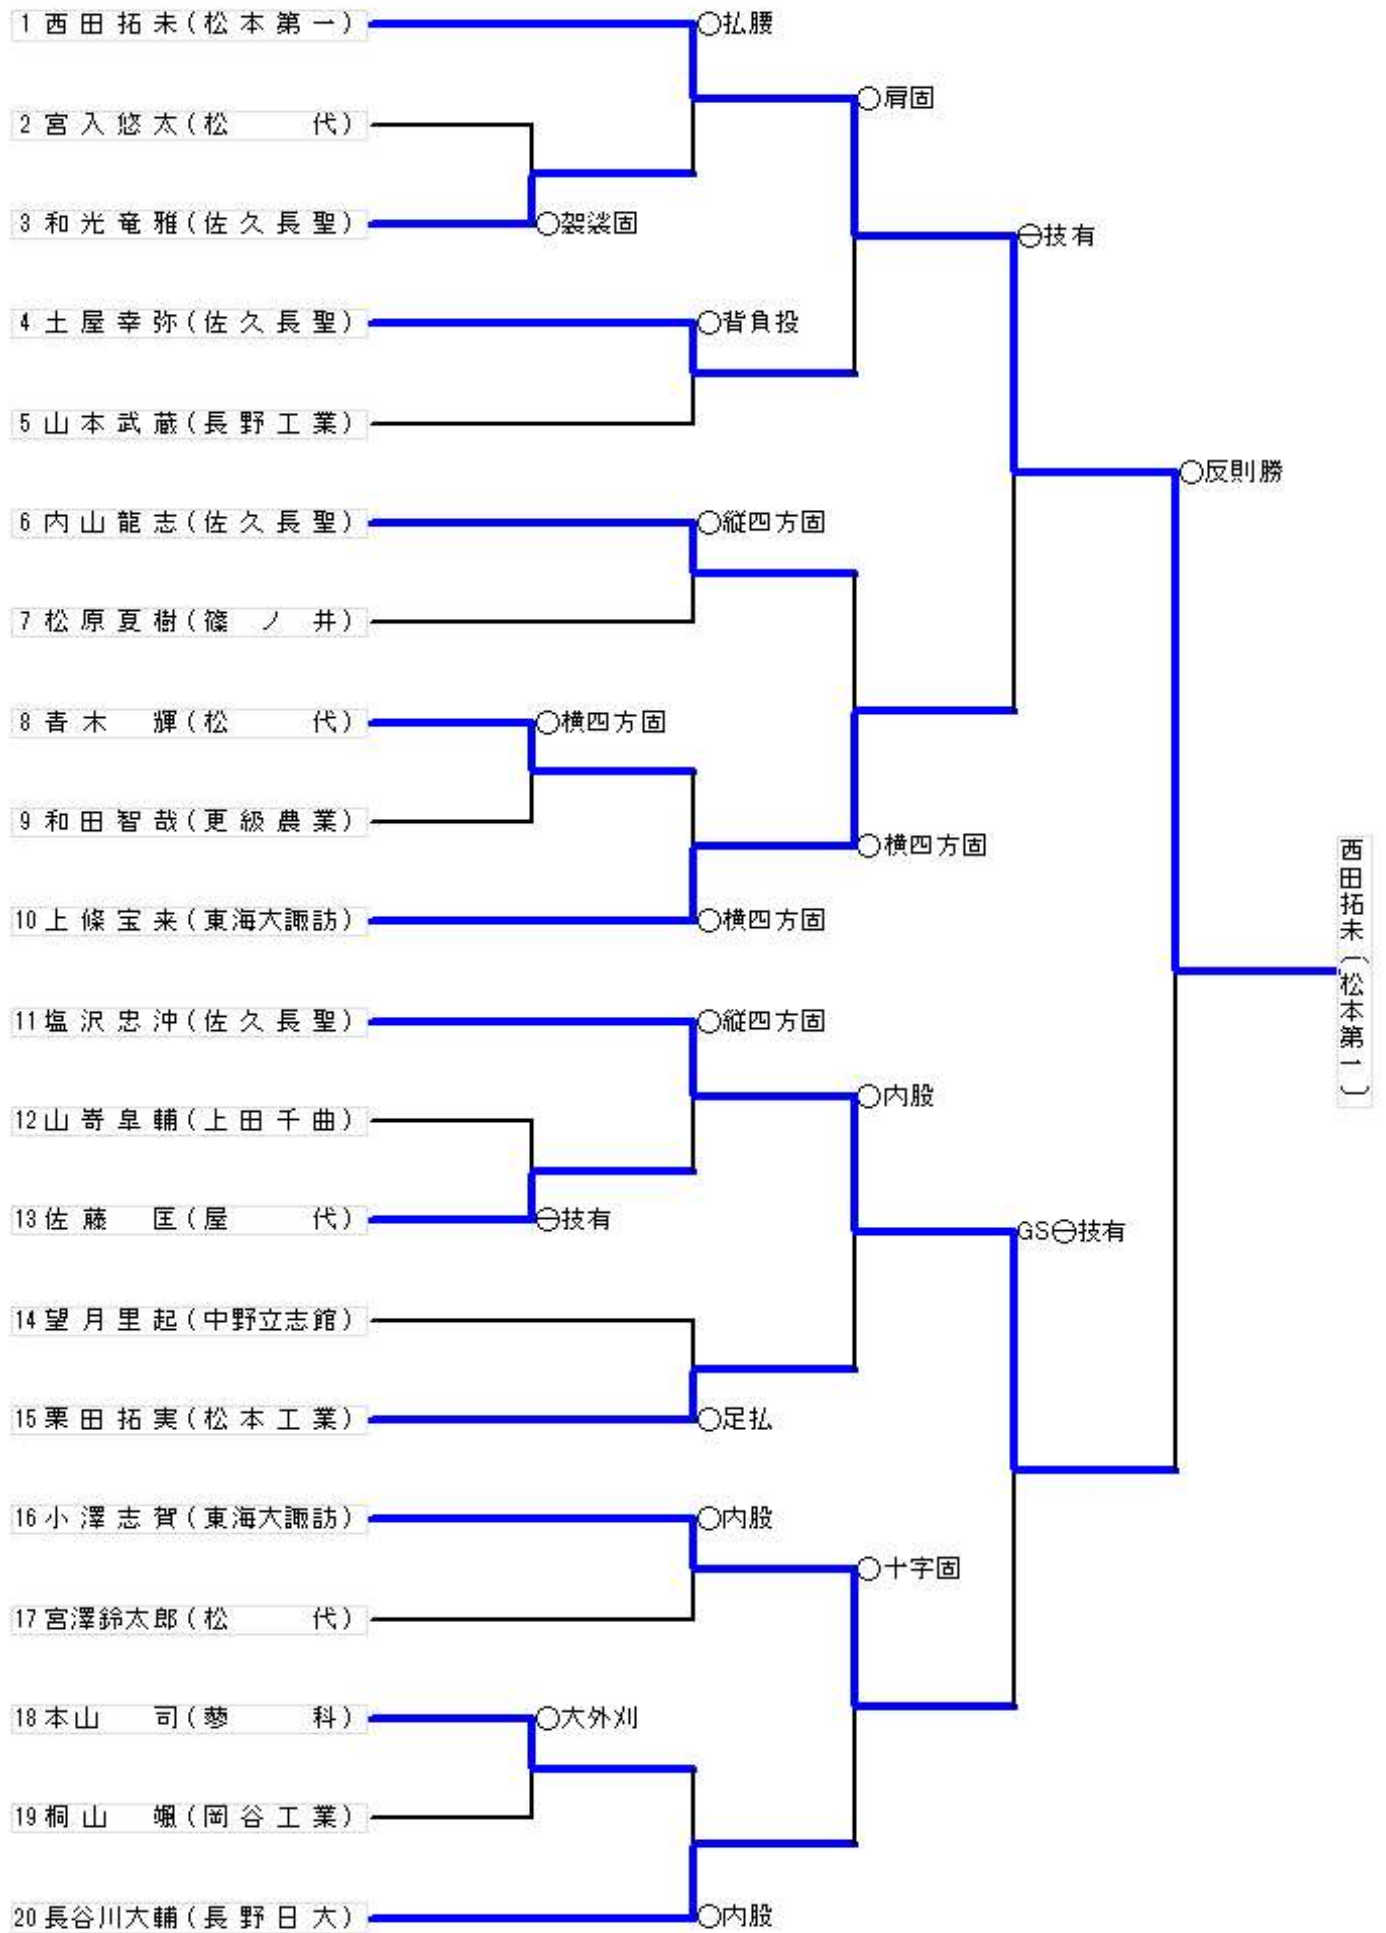 1 西田拓未(松本第一)
○払腰
○肩固
2 宮入悠太(松 代)
3 和光竜雅(佐久長聖)
○袈裟固
○技有
4 土屋幸弥(佐久長聖)
○背負投
5 山本武蔵(長野工業)
○反則勝
6 内山龍志(佐久長聖)
○縦四方固
7 松原夏樹(篠ノ井)
8 青木 輝(松 代)
○横四方固
9 和田智哉(更級農業)
○横四方固
10 上條宝来(東海大諏訪)
○横四方固
西田拓未(松本第一)
11 塩沢忠沖(佐久長聖)
○縦四方固
○内股
12 山嵜皐輔(上田千曲)
13 佐藤 匡(屋 代)
㊀技有
GS㊀技有
14 望月里起(中野立志館)
15 栗田拓実(松本工業)
○足払
16 小澤志賀(東海大諏訪)
○内股
○十字固
17 宮澤鈴太郎(松 代)
18 本山 司(蓼 科)
○大外刈
19 桐山 颯(岡谷工業)
20 長谷川大輔(長野日大)
○内股